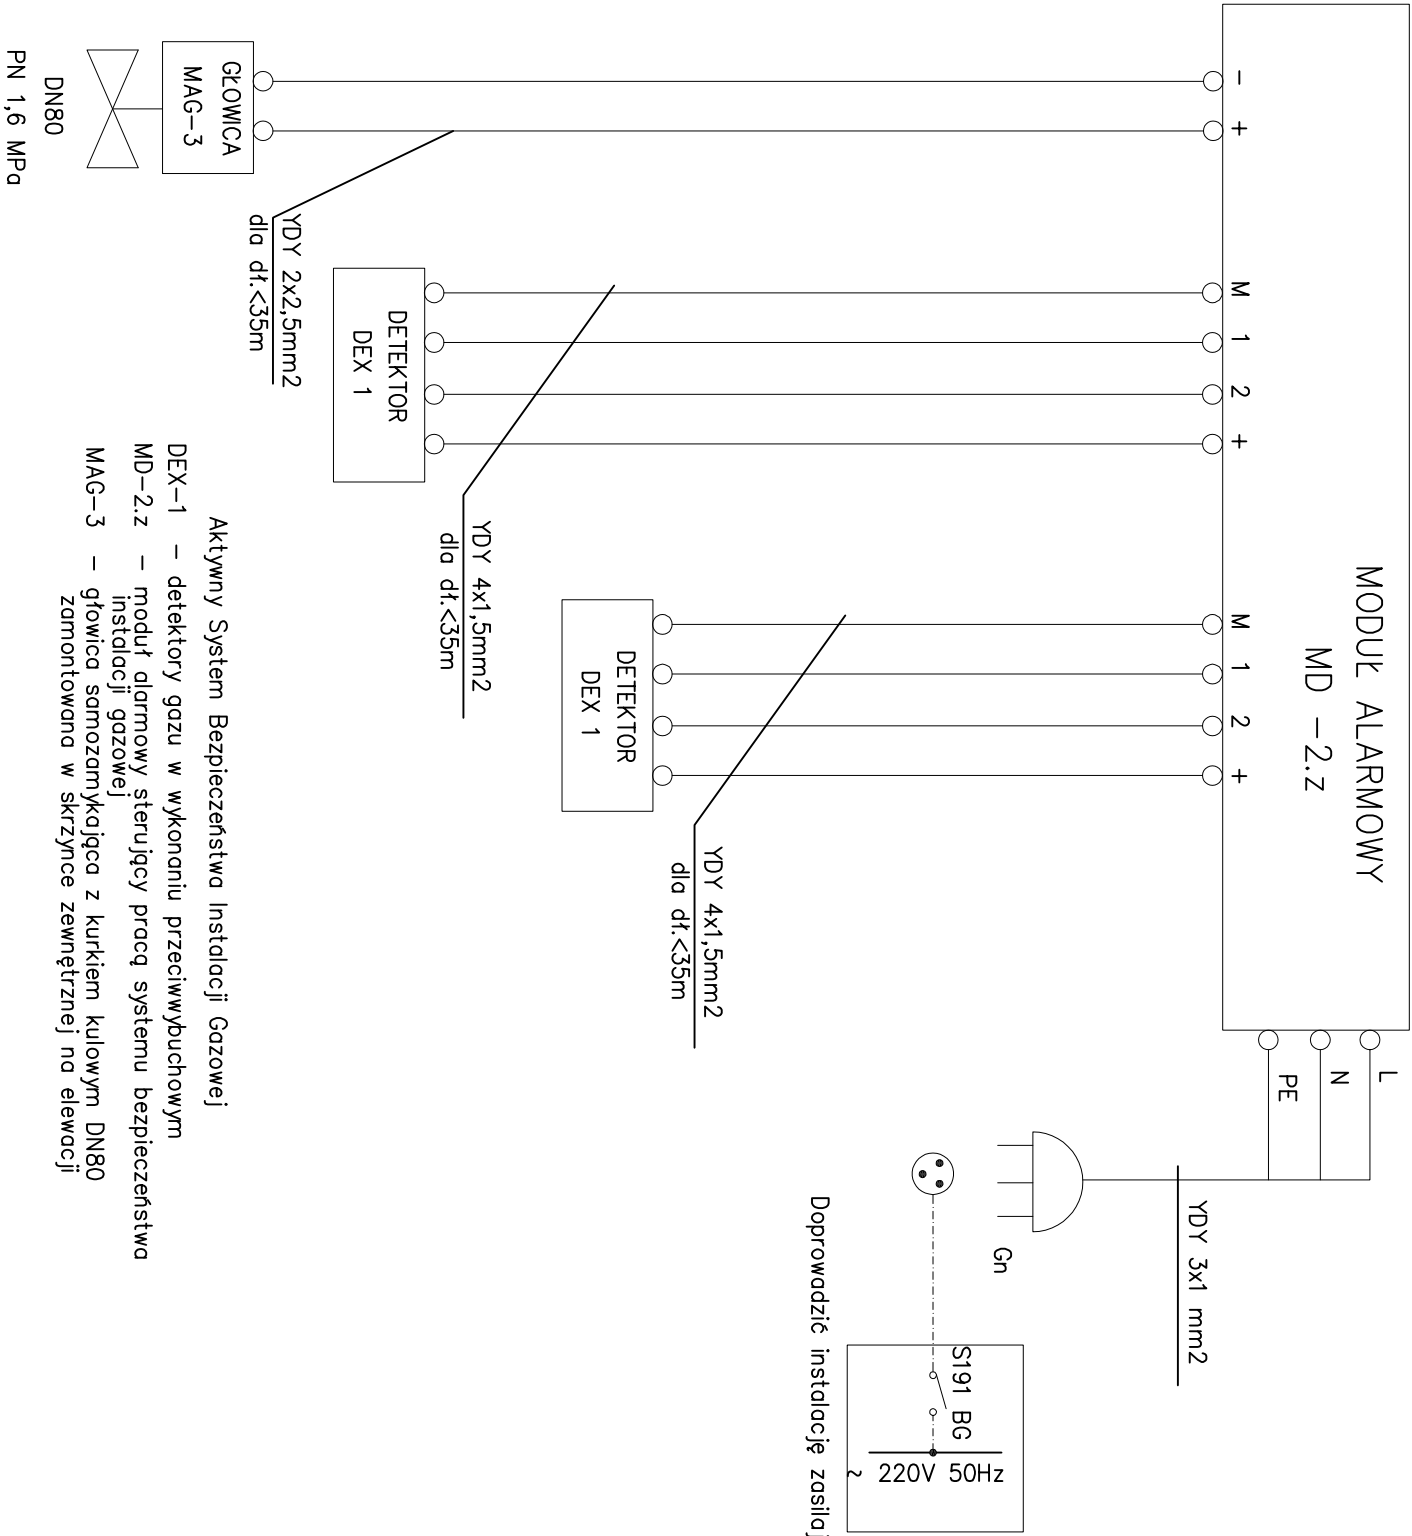 MODUŁ ALARMOWY
MD -2.z
- + M 1 2 + M 1 2 +
L
N
PE
YDY 3x1 mm2
Gn
S191 BG
~ 220V 50Hz
Doprowadzić instalację
YDY 4x1,5mm2
dla dł.<35m
DETEKTOR
DEX 1
YDY 4x1,5mm2
dla dł.<35m
DETEKTOR
DEX 1
YDY 2x2,5mm2
dla dł.<35m
GŁOWICA
MAG-3
DN80
PN 1,6 MPa
Aktywny System Bezpieczeństwa Instalacji Gazowej
DEX-1 - detektory gazu w wykonaniu przeciwwybuchowym
MD-2.z - moduł alarmowy sterujący pracą systemu bezpieczeństwa
instalacji gazowej
MAG-3 - głowica samozamykająca z kurkiem kulowym DN80
zamontowana w skrzynce zewnętrznej na elewacji